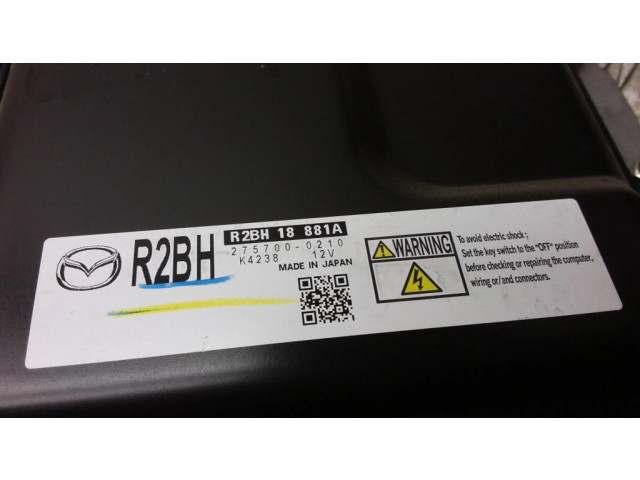 R2BH
R2BH 18 881A
275700-0210
K4238 12V
MADE IN JAPAN
WARNING
To avoid electric shock ;
Set the key switch to the "OFF" position
before checking or repairing the computer,
wiring or/and connectors.